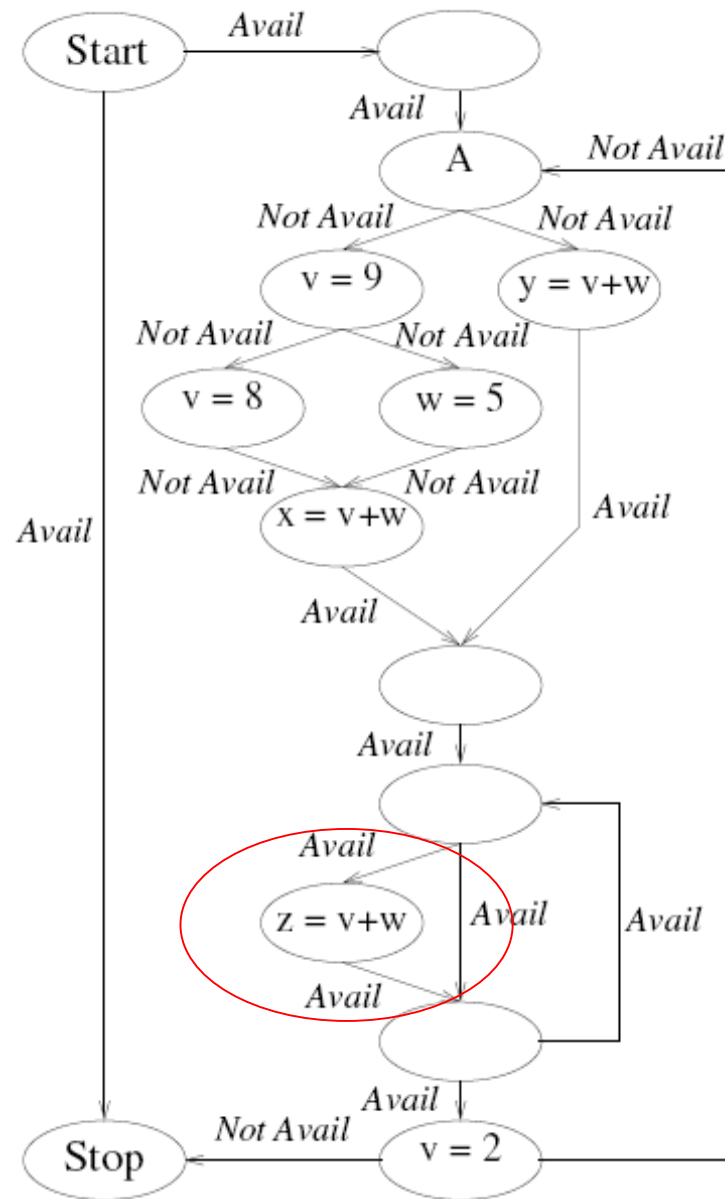 Avail
Start
Avail
A
Not Avail
Not Avail
Not Avail
v = 9
y = v+w
Not Avail
Not Avail
v = 8
w = 5
Not Avail
Not Avail
x = v+w
Avail
Avail
Avail
Avail
Avail
z = v+w
Avail
Avail
Avail
Avail
Not Avail
v = 2
Stop